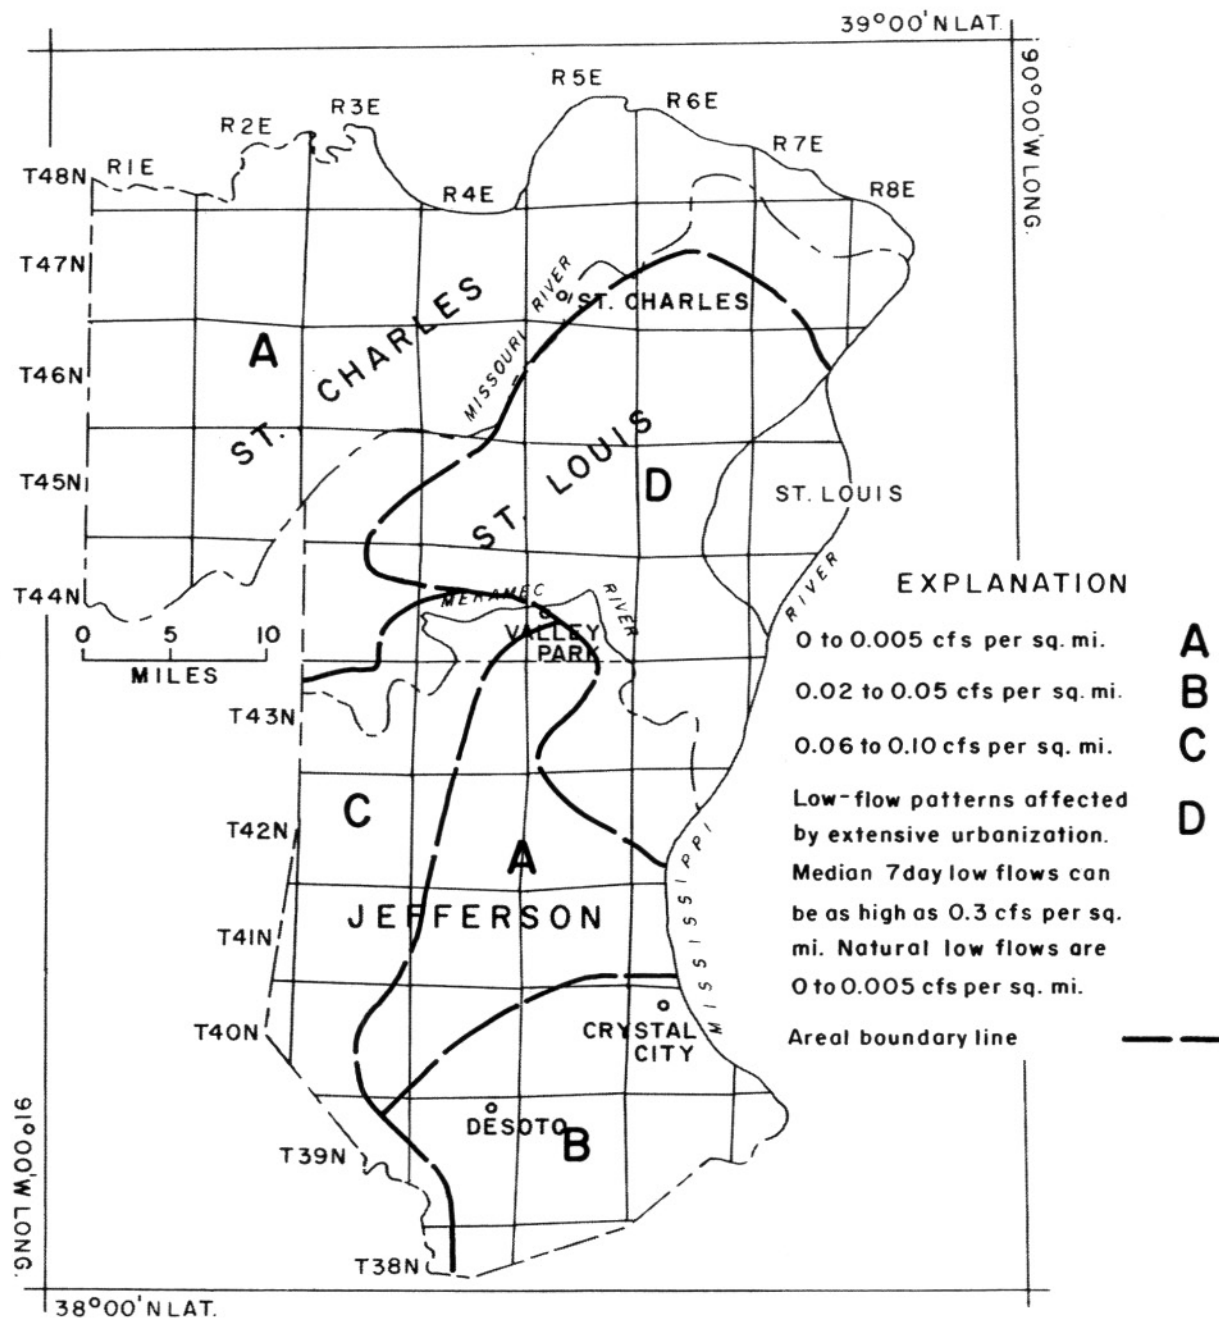 39°00'N LAT.
90°00'W LONG.
R5E
R6E
R3E
R2E
R7E
R1E
T48N
R4E
R8E
T47N
ST. CHARLES
MISSOURI RIVER
ST. CHARLES
A
T46N
ST. LOUIS
D
T45N
ST. LOUIS
T44N
MERAMEC RIVER
RIVER
EXPLANATION
0 5 10
MILES
VALLEY
PARK
0 to 0.005 cfs per sq. mi. A
0.02 to 0.05 cfs per sq. mi. B
T43N
0.06 to 0.10 cfs per sq. mi. C
C
Low-flow patterns affected D
by extensive urbanization.
Median 7day low flows can
be as high as 0.3 cfs per sq.
mi. Natural low flows are
0 to 0.005 cfs per sq. mi.
T42N
A
MISSISSIPPI
JEFFERSON
T41N
T40N
CRYSTAL
CITY
Areal boundary line
DESOTO
B
T39N
91°00'W LONG.
T38N
38°00'N LAT.